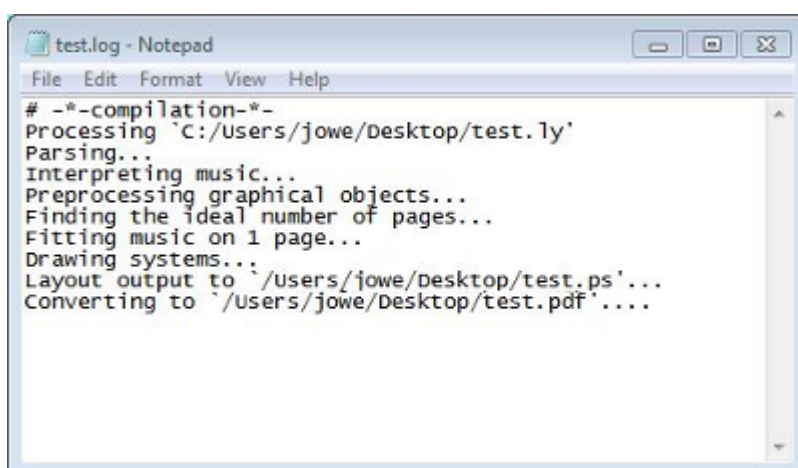 test.log - Notepad
File Edit Format View Help
# -*-compilation-*-
Processing `C:/Users/jowe/Desktop/test.ly'
Parsing...
Interpreting music...
Preprocessing graphical objects...
Finding the ideal number of pages...
Fitting music on 1 page...
Drawing systems...
Layout output to `/Users/jowe/Desktop/test.ps'...
Converting to `/Users/jowe/Desktop/test.pdf'....